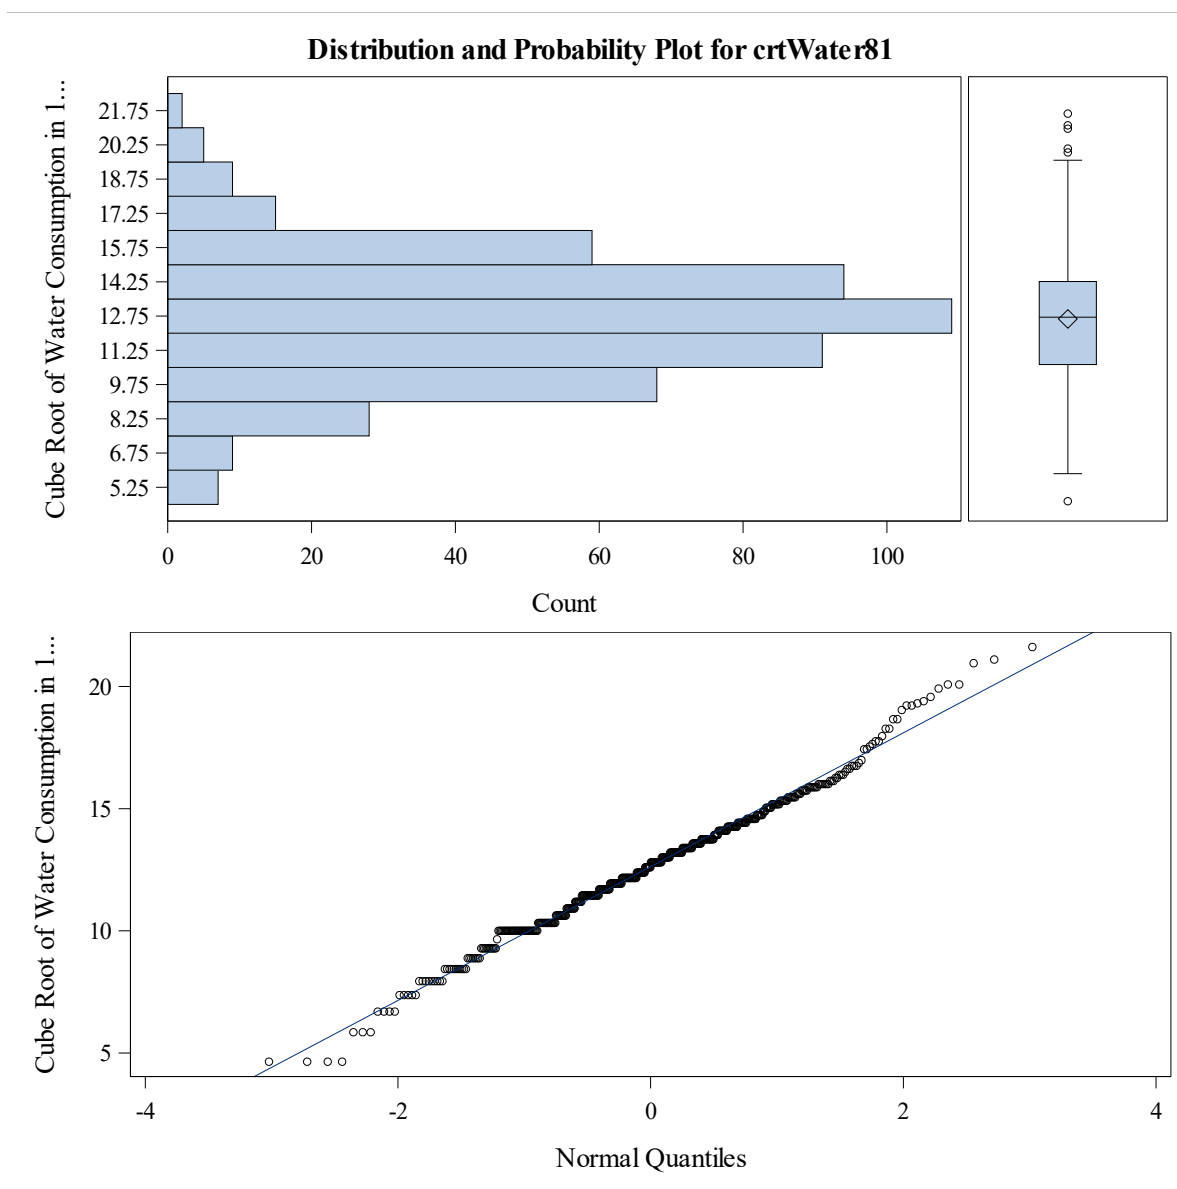 Distribution and Probability Plot for crtWater81
Cube Root of Water Consumption in 1...
21.75
20.25
18.75
17.25
15.75
14.25
12.75
11.25
9.75
8.25
6.75
5.25
0 20 40 60 80 100
Count
Cube Root of Water Consumption in 1...
20
15
10
5
-4 -2 0 2 4
Normal Quantiles